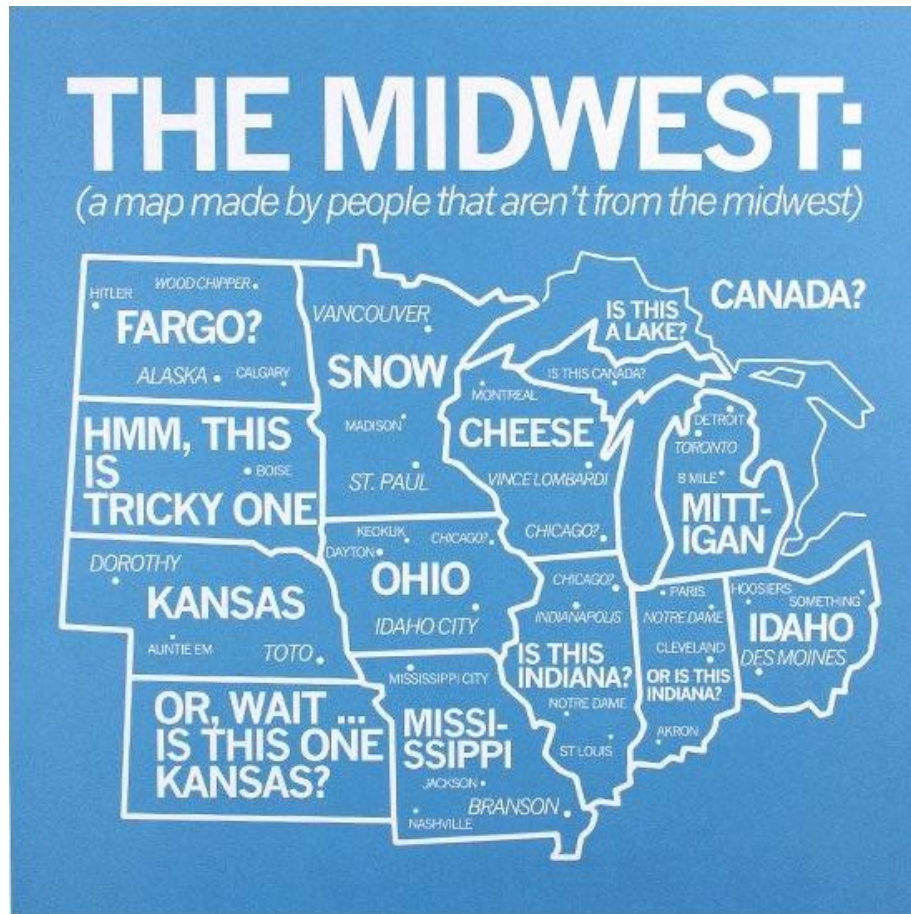 THE MIDWEST:
(a map made by people that aren't from the midwest)
HITLER
WOOD CHIPPER
FARGO?
ALASKA
CALGARY
VANCOUVER
SNOW
MADISON
ST. PAUL
IS THIS
A LAKE?
CANADA?
IS THIS CANADA?
MONTREAL
CHEESE
VINCE LOMBARDI
CHICAGO?
DETROIT
TORONTO
8 MILE
MITT-
IGAN
HMM, THIS
IS
TRICKY ONE
BOISE
DOROTHY
KANSAS
AUNTIE EM
TOTO
KEOKUK
CHICAGO?
DAYTON
OHIO
IDAHO CITY
CHICAGO?
INDIANAPOLIS
IS THIS
INDIANA?
NOTRE DAME
ST LOUIS
PARIS
NOTRE DAME
CLEVELAND
OR IS THIS
INDIANA?
AKRON
HOOSIERS
SOMETHING
IDAHO
DES MOINES
OR, WAIT ...
IS THIS ONE
KANSAS?
MISSISSIPPI CITY
MISSI-
SSIPPI
JACKSON
BRANSON
NASHVILLE